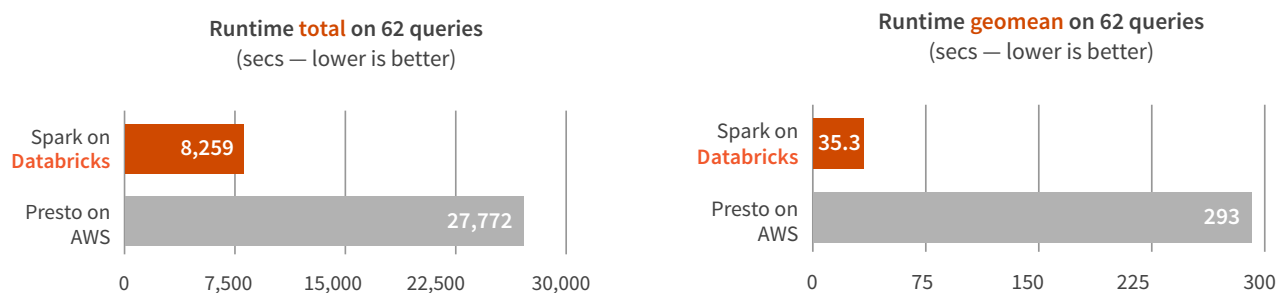 Runtime total on 62 queries
(secs — lower is better)
Spark on
Databricks
8,259
Presto on
AWS
27,772
0 7,500 15,000 22,500 30,000
Runtime geomean on 62 queries
(secs — lower is better)
Spark on
Databricks
35.3
Presto on
AWS
293
0 75 150 225 300